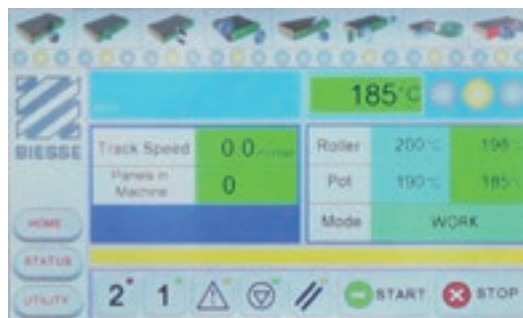 185°C
BIESSE
Track Speed 0.0
Roller 200°C 198°C
Panels in Machine 0
Pot 190°C 185°C
Mode WORK
HOME
STATUS
UTILITY
2 1 START STOP